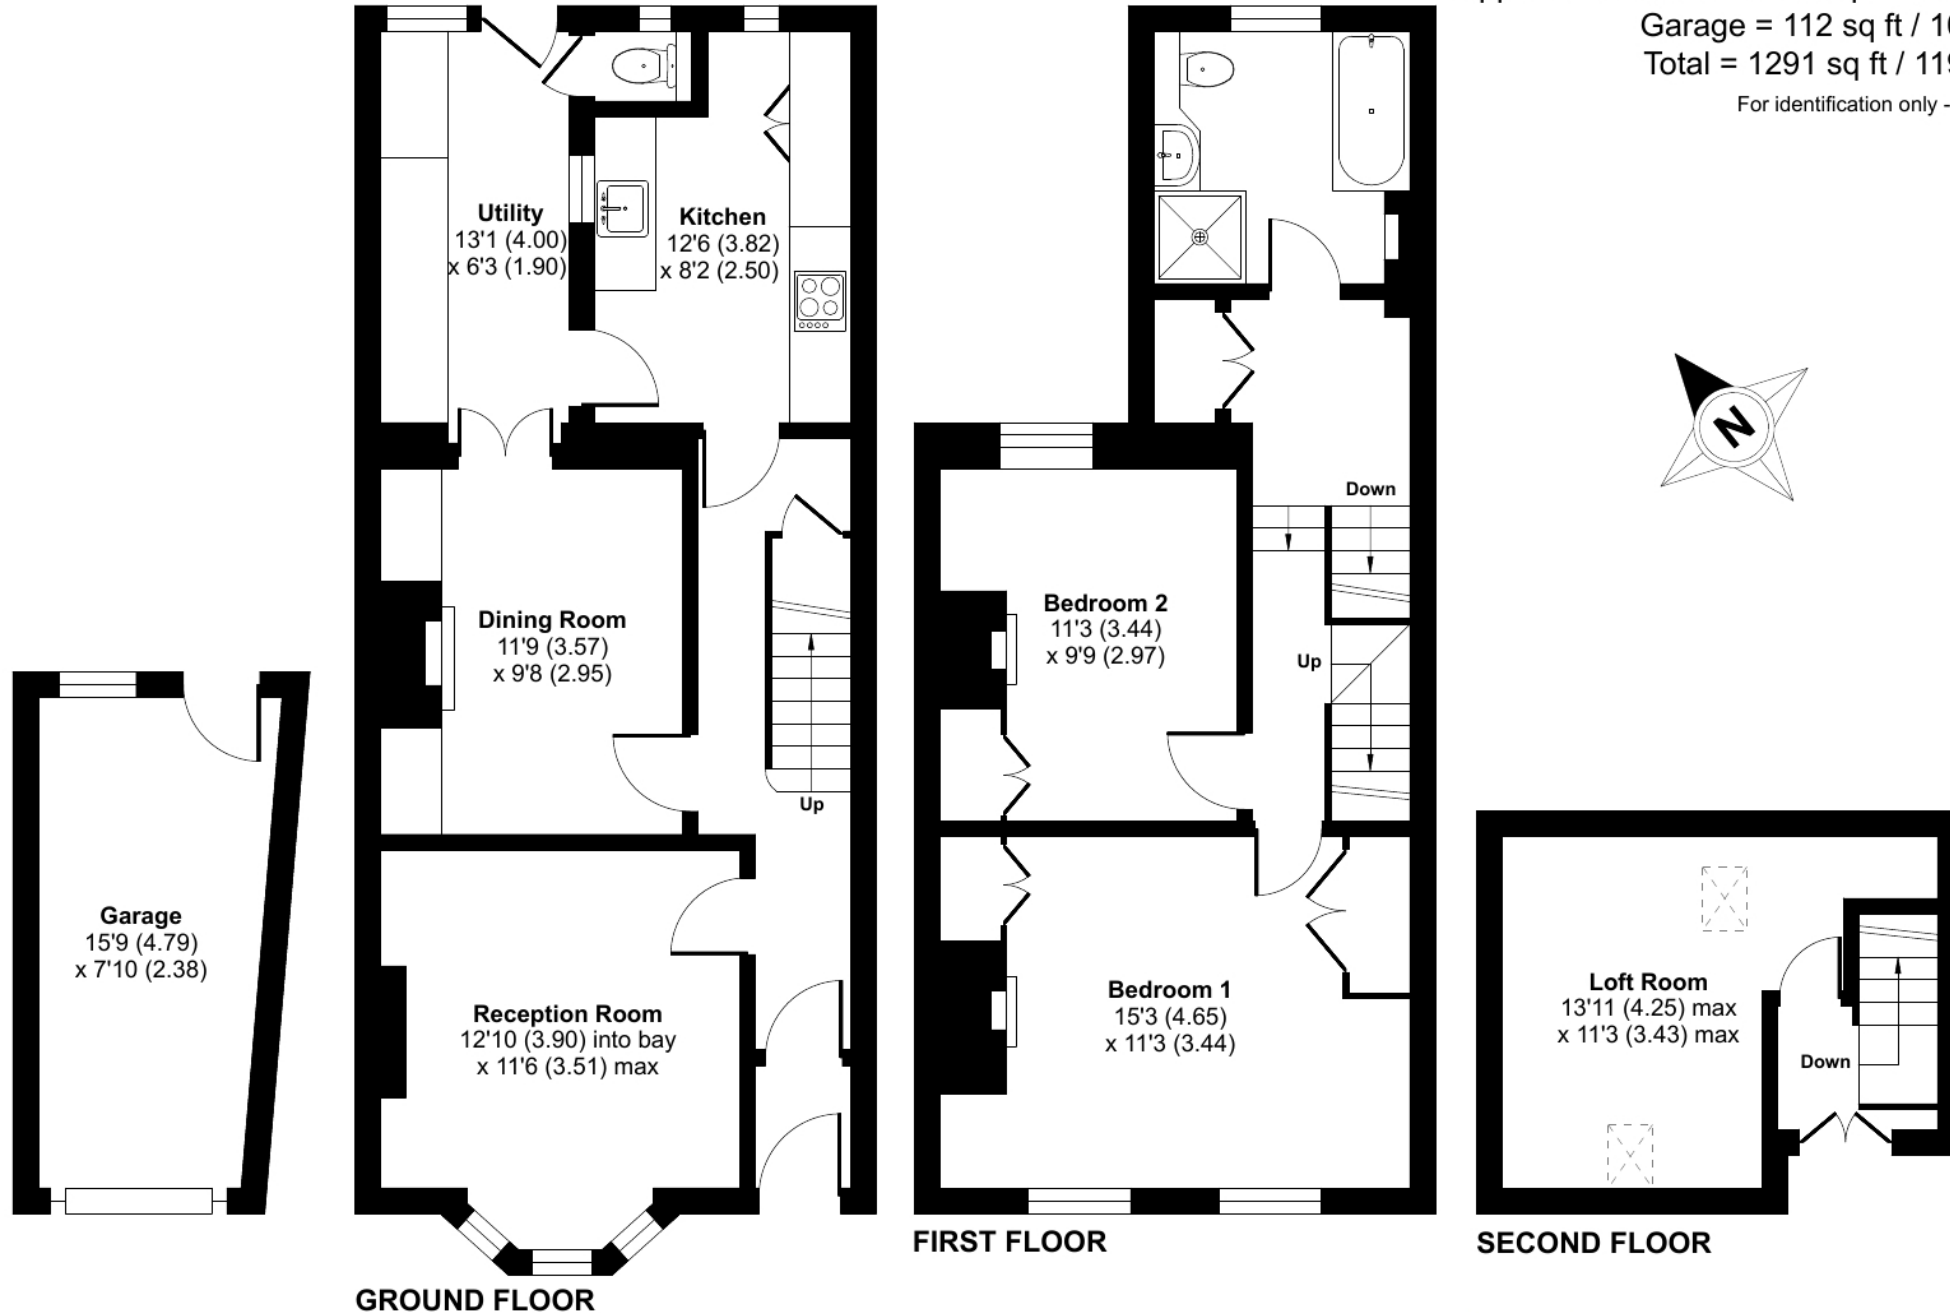 Garage = 112 sq ft /
Total = 1291 sq ft /
For identification only -
Utility
13'1 (4.00)
x 6'3 (1.90)
Kitchen
12'6 (3.82)
x 8'2 (2.50)
N
Down
Dining Room
11'9 (3.57)
x 9'8 (2.95)
Bedroom 2
11'3 (3.44)
x 9'9 (2.97)
Up
Up
Garage
15'9 (4.79)
x 7'10 (2.38)
Reception Room
12'10 (3.90) into bay
x 11'6 (3.51) max
Bedroom 1
15'3 (4.65)
x 11'3 (3.44)
Loft Room
13'11 (4.25) max
x 11'3 (3.43) max
Down
GROUND FLOOR
FIRST FLOOR
SECOND FLOOR